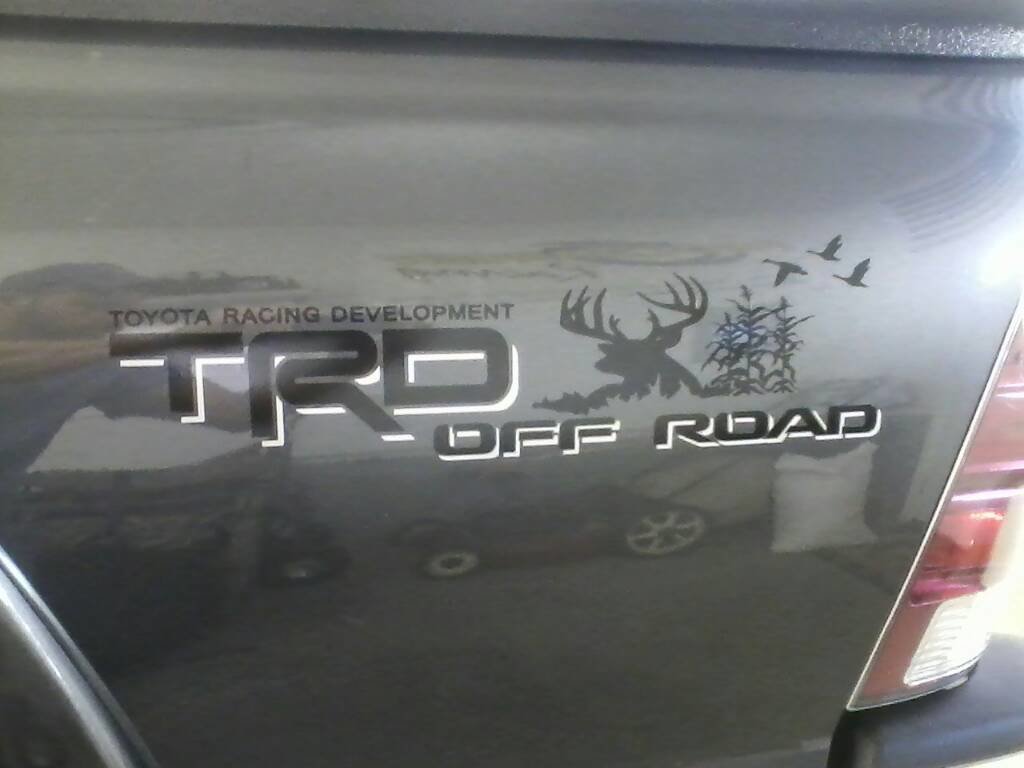 TOYOTA RACING DEVELOPMENT
TRD
OFF ROAD